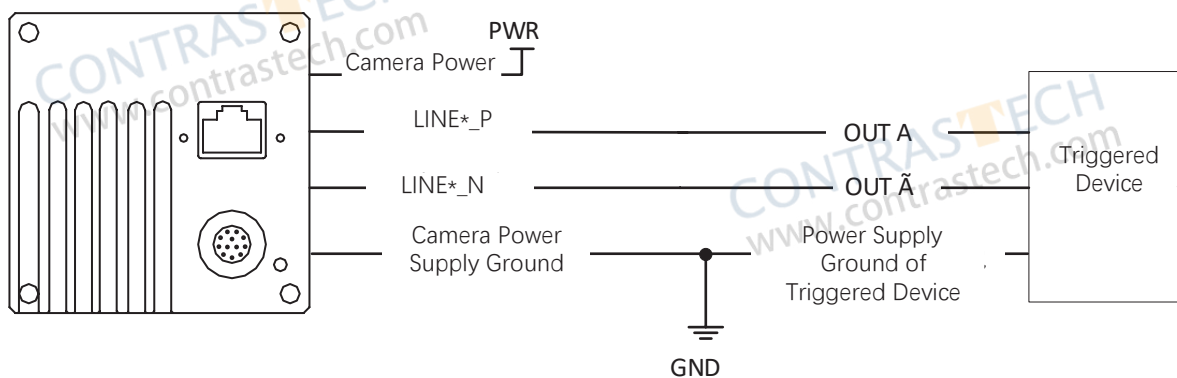 CONTRASTECH
www.contrastech.com
PWR
Camera Power
LINE*_P
OUT A
LINE*_N
OUT Ã
Camera Power
Supply Ground
Power Supply
Ground of
Triggered Device
Triggered
Device
CONTRASTECH
www.contrastech.com
GND